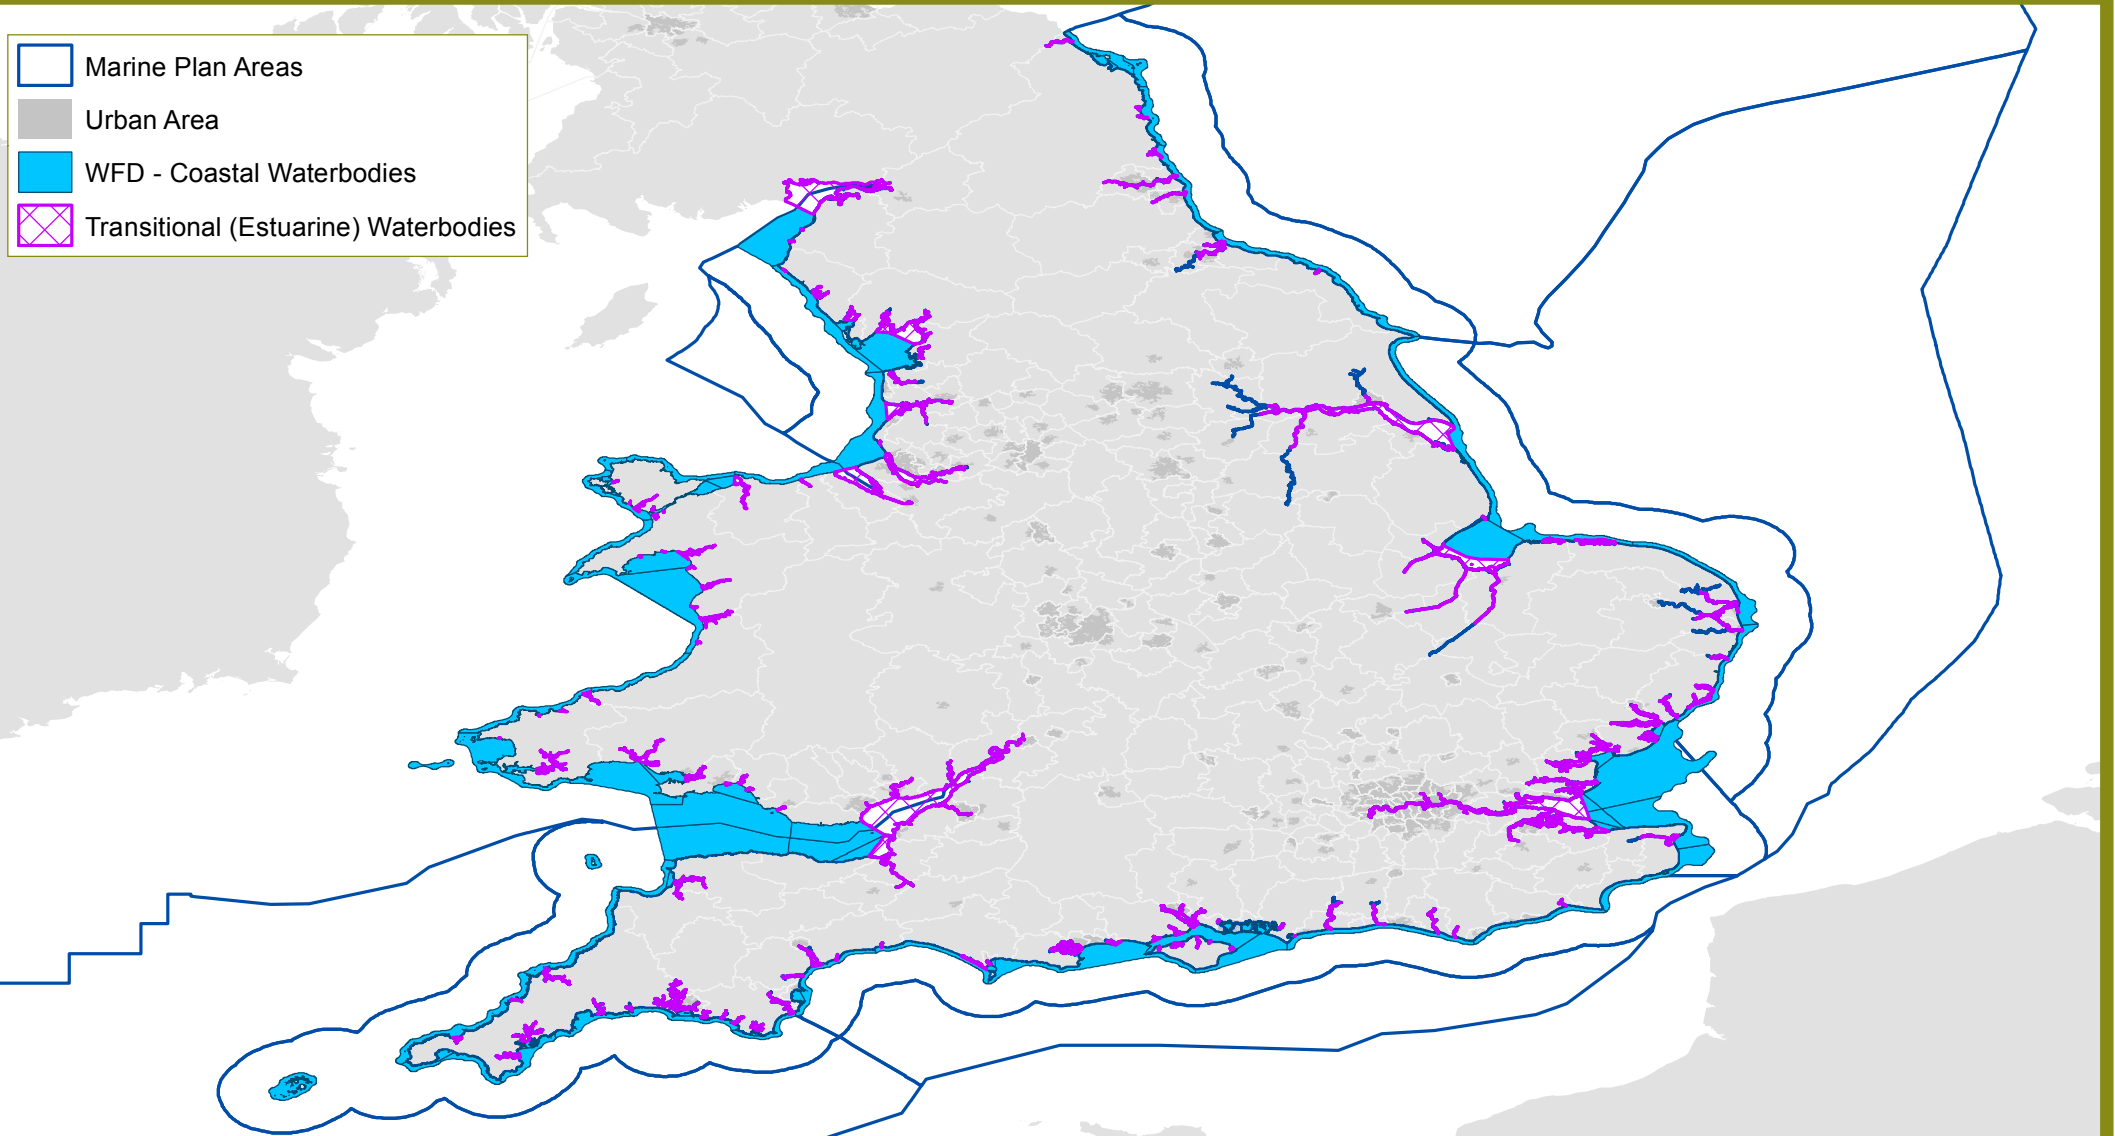 Marine Plan Areas
Urban Area
WFD - Coastal Waterbodies
Transitional (Estuarine) Waterbodies